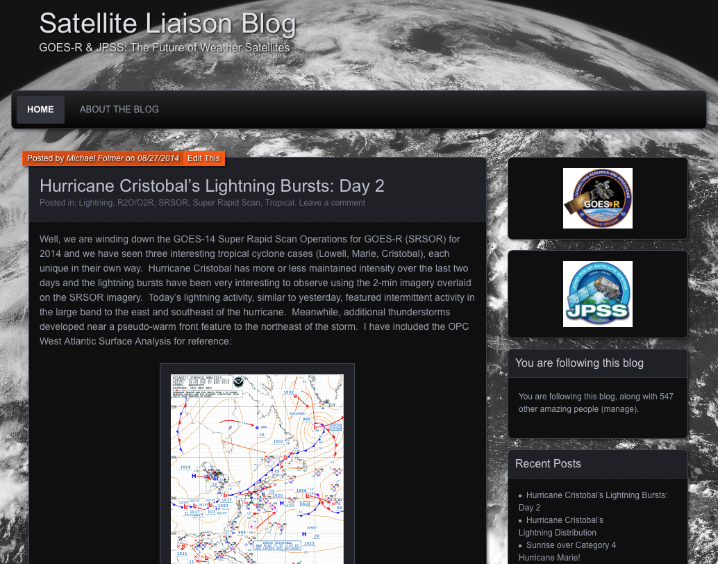 Satellite Liaison Blog
GOES-R & JPSS: The Future of Weather Satellites
HOME
ABOUT THE BLOG
Posted by Michael Folmer on 08/27/2014 Edit This
Hurricane Cristobal's Lightning Bursts: Day 2
Posted in: Lightning, R2O/O2R, SRSOR, Super Rapid Scan, Tropical. Leave a comment
Well, we are winding down the GOES-14 Super Rapid Scan Operations for GOES-R (SRSOR) for
2014 and we have seen three interesting tropical cyclone cases (Lowell, Marie, Cristobal), each
unique in their own way.  Hurricane Cristobal has more or less maintained intensity over the last two
days and the lightning bursts have been very interesting to observe using the 2-min imagery overlaid
on the SRSOR imagery.  Today's lightning activity, similar to yesterday, featured intermittent activity in
the large band to the east and southeast of the hurricane.  Meanwhile, additional thunderstorms
developed near a pseudo-warm front feature to the northeast of the storm.  I have included the OPC
West Atlantic Surface Analysis for reference:
GOES-R
JPSS
You are following this blog
You are following this blog, along with 547
other amazing people (manage).
Recent Posts
Hurricane Cristobal's Lightning Bursts:
Day 2
Hurricane Cristobal's
Lightning Distribution
Sunrise over Category 4
Hurricane Marie!